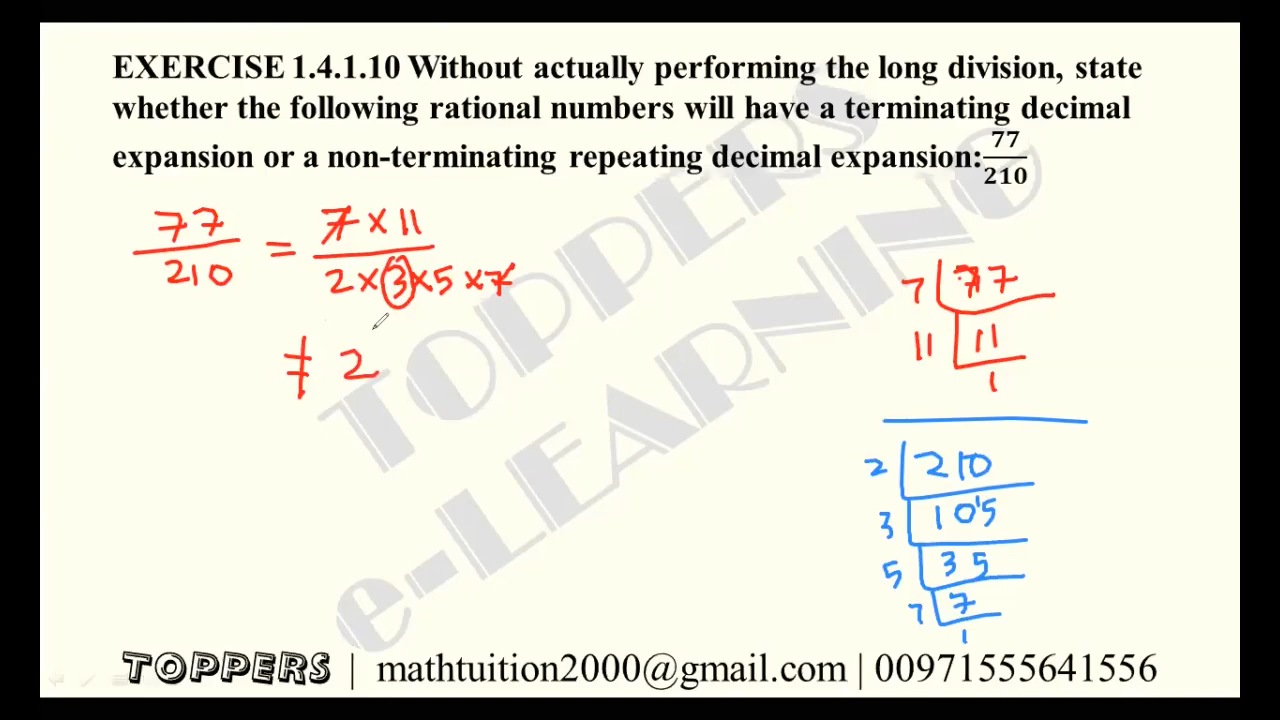 EXERCISE 1.4.1.10 Without actually performing the long division, state
whether the following rational numbers will have a terminating decimal
expansion or a non-terminating repeating decimal expansion: 77/210
77/210 = 7 × 11 / 2 × 3 × 5 × 7
≠ 2
7 | 77
11 | 11
1
2 | 210
3 | 105
5 | 35
7 | 7
1
TOPPERS
e-LEARNING
TOPPERS | mathtuition2000@gmail.com | 00971555641556